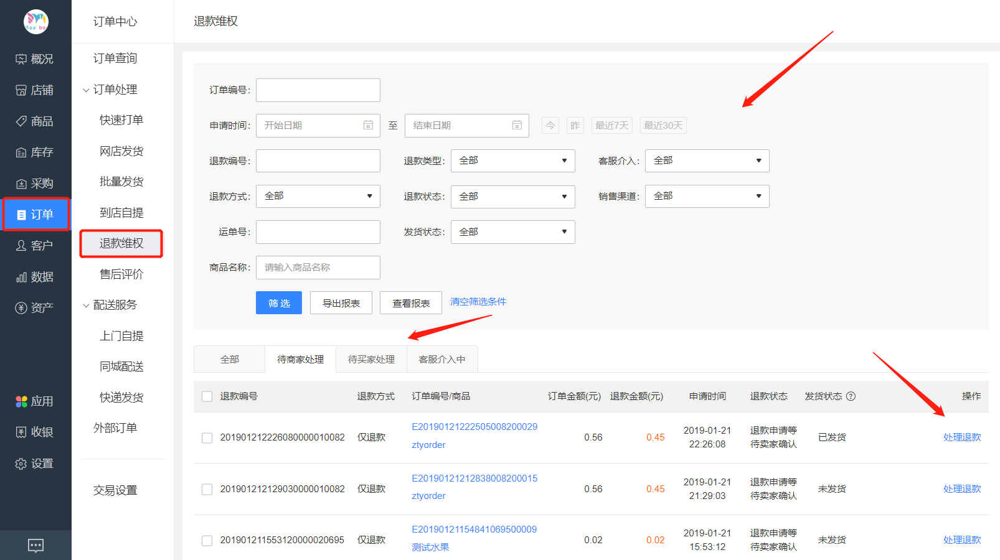 Maa'bo
概况
店铺
商品
库存
采购
订单
客户
数据
资产
应用
收银
设置
订单中心
订单查询
订单处理
快速打单
网店发货
批量发货
到店自提
退款维权
售后评价
配送服务
上门自提
同城配送
快递发货
外部订单
交易设置
退款维权
订单编号:
申请时间: 开始日期 至 结束日期 今 昨 最近7天 最近30天
退款编号: 退款类型: 全部 客服介入: 全部
退款方式: 全部 退款状态: 全部 销售渠道: 全部
运单号: 发货状态: 全部
商品名称: 请输入商品名称
筛 选 导出报表 查看报表 清空筛选条件
全部 待商家处理 待买家处理 客服介入中
退款编号 退款方式 订单编号/商品 订单金额(元) 退款金额(元) 申请时间 退款状态 发货状态 ? 操作
201901212226080000010082 仅退款 E20190121222505008200029 0.56 0.45 2019-01-21 退款申请等 已发货 处理退款
ztyorder 22:26:08 待卖家确认
201901212129030000010082 仅退款 E20190121212838008200015 0.56 0.45 2019-01-21 退款申请等 未发货 处理退款
ztyorder 21:29:03 待卖家确认
201901211553120000020695 仅退款 E20190121154841069500009 0.02 0.02 2019-01-21 退款申请等 未发货 处理退款
测试水果 15:53:12 待卖家确认